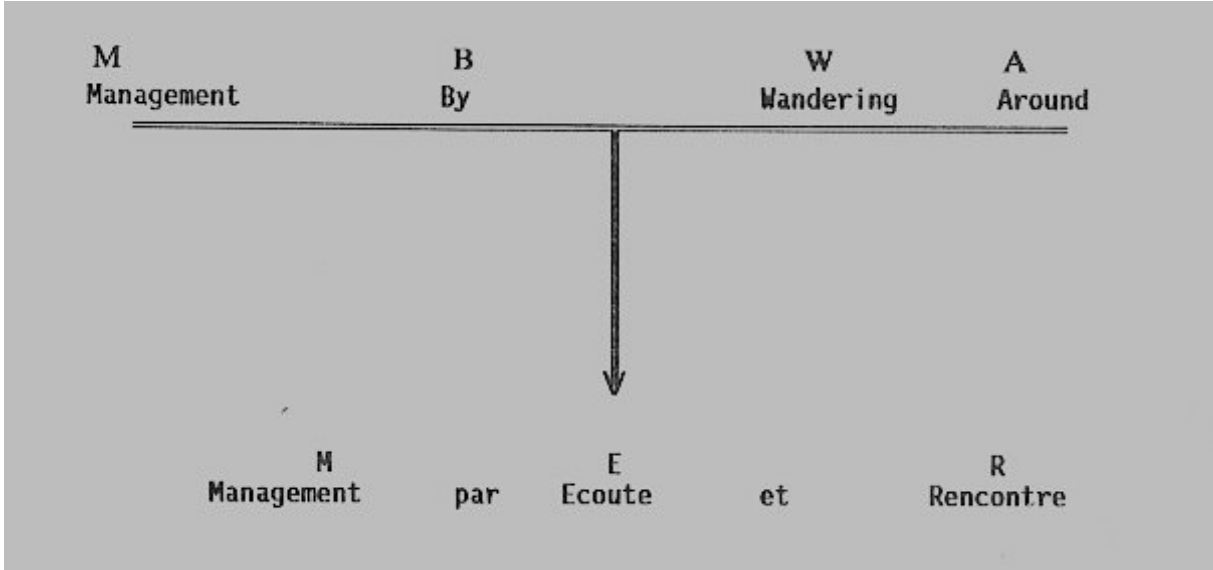 M B W A
Management By Wandering Around
M E R
Management par Ecoute et Rencontre